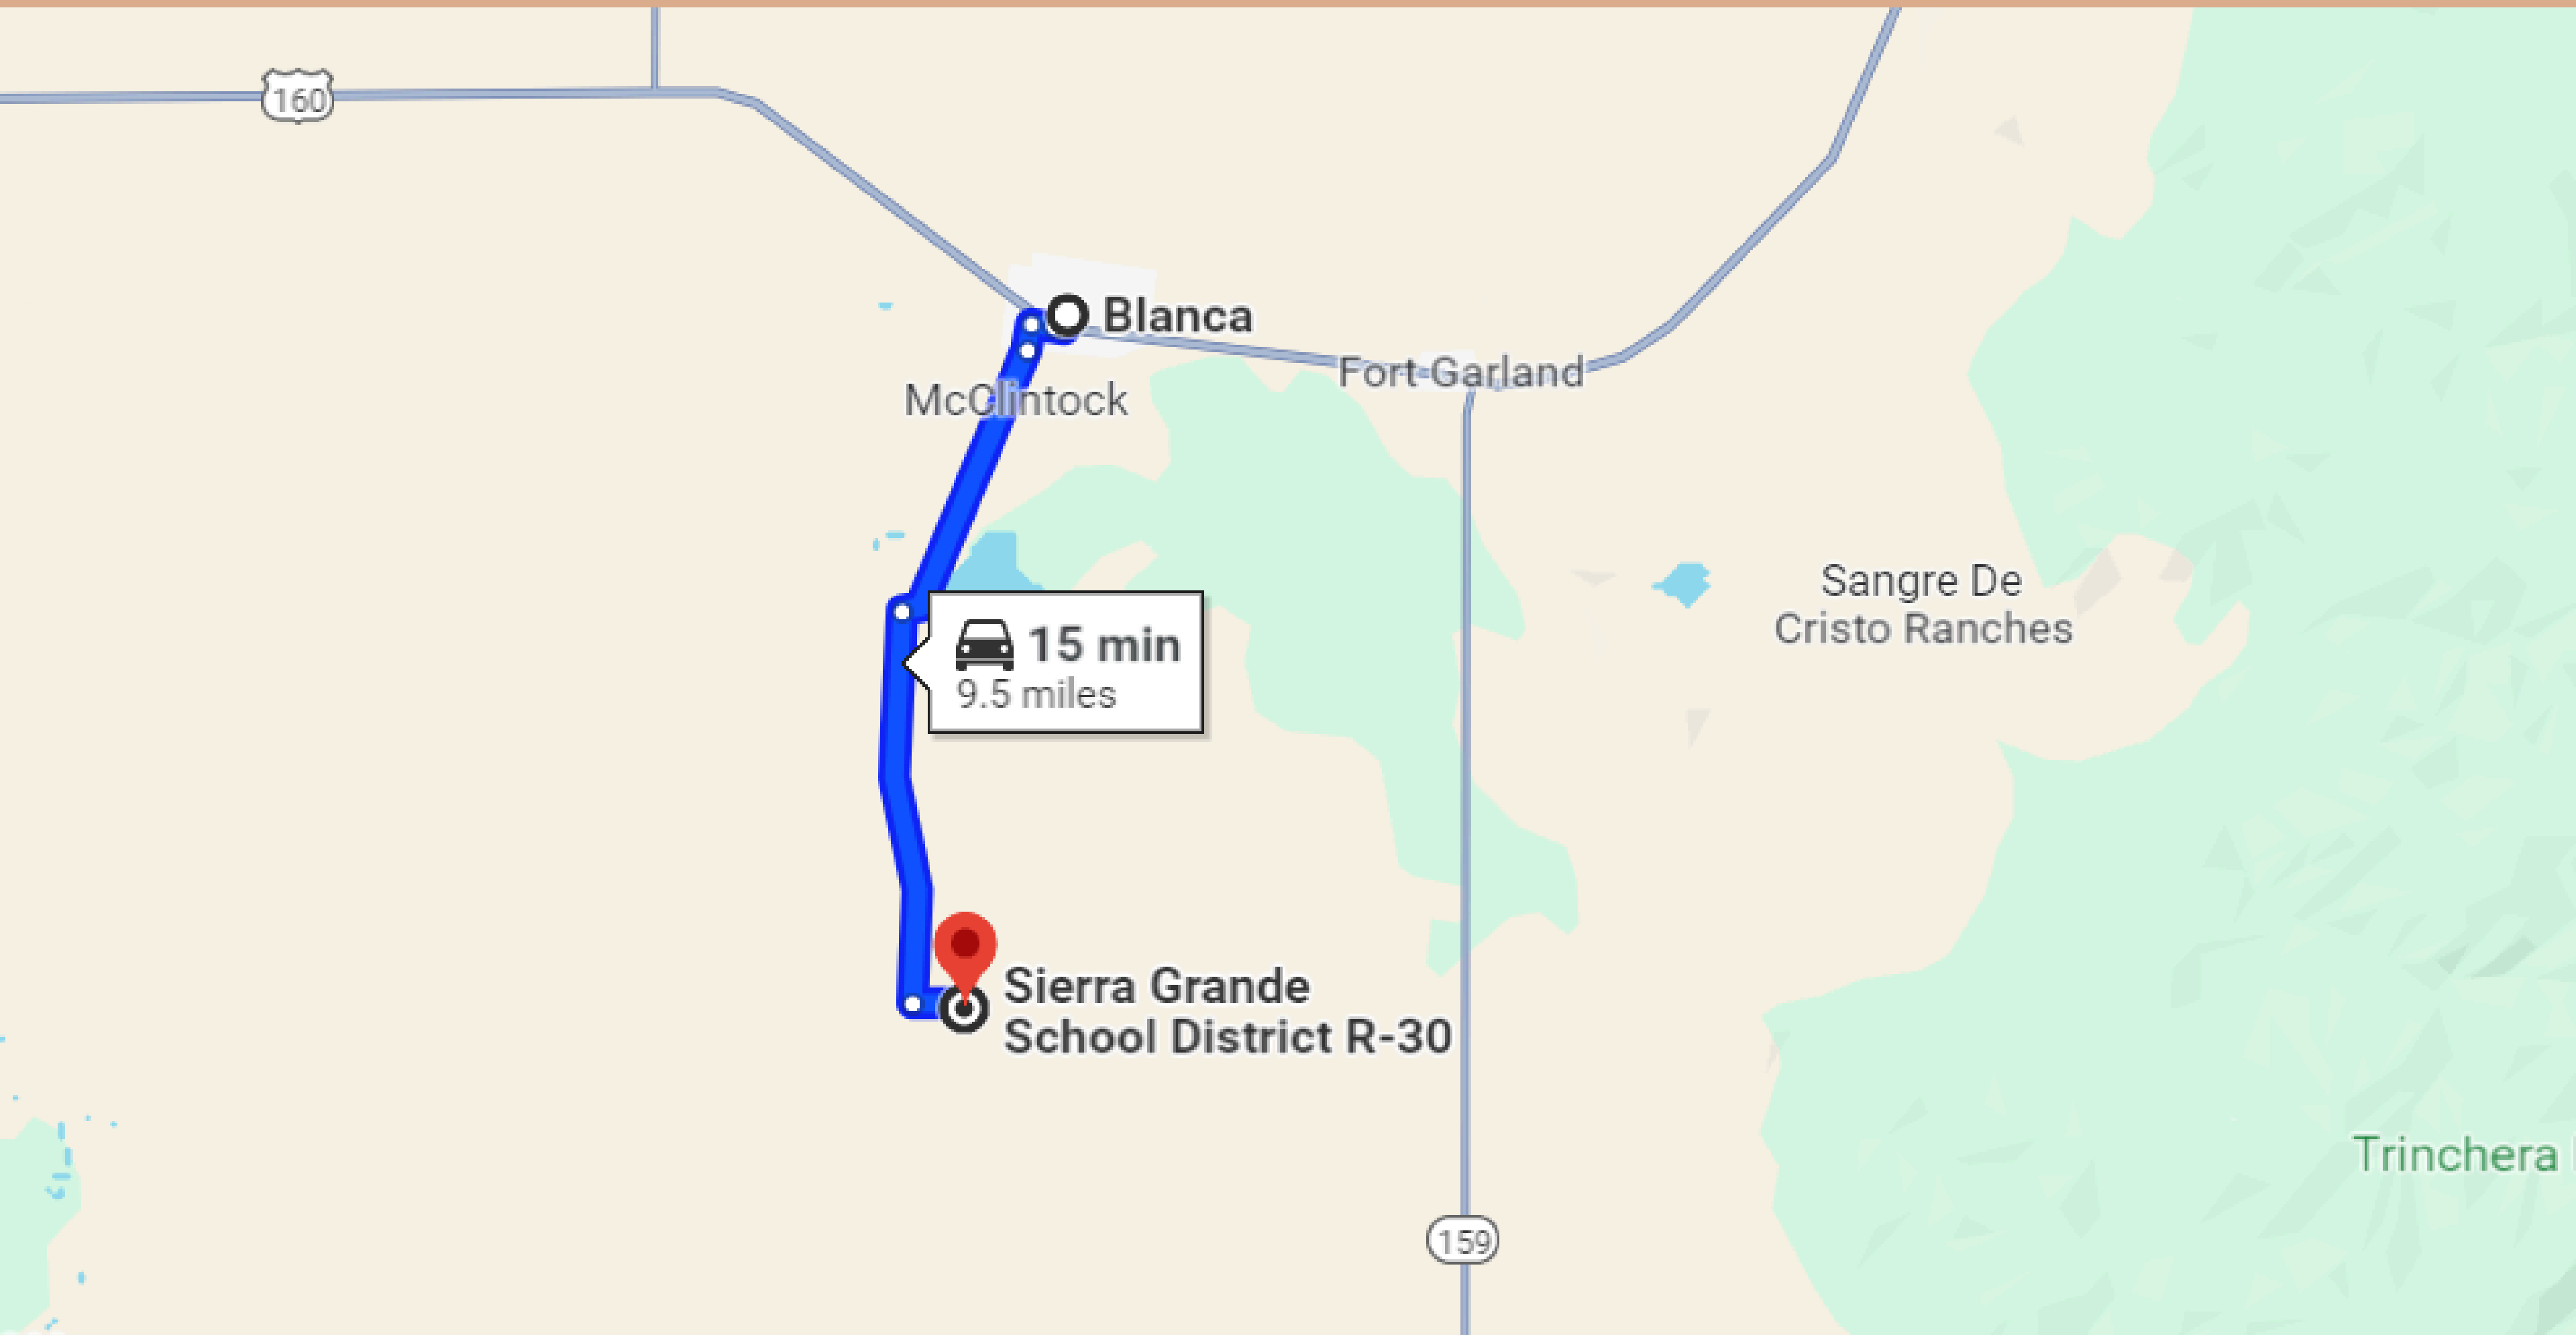 160
Blanca
Fort Garland
McClintock
Sangre De
Cristo Ranches
15 min
9.5 miles
Sierra Grande
School District R-30
Trinchera
159